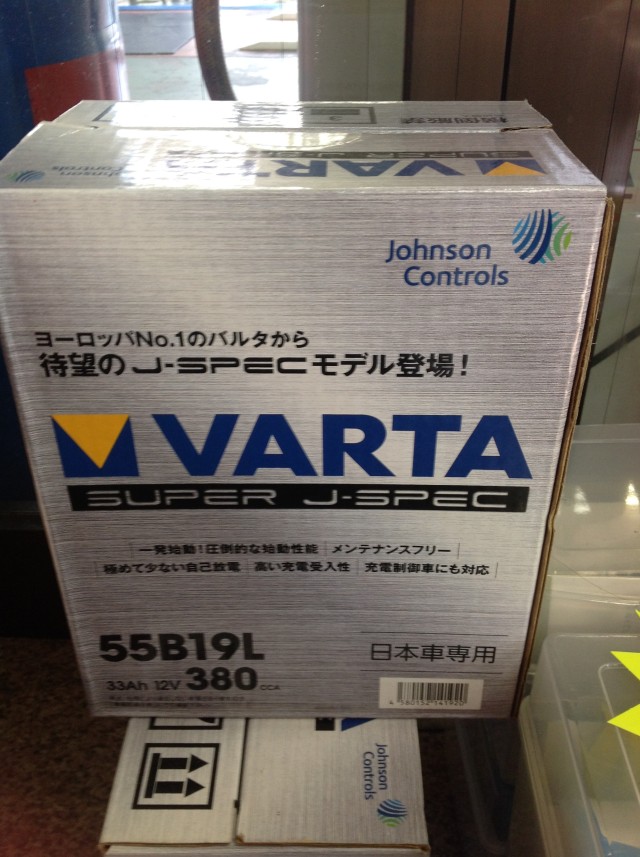 VARTA
Johnson
Controls
ヨーロッパNo.1のバルタから
待望のJ-SPECモデル登場!
VARTA
SUPER J-SPEC
一発始動!圧倒的な始動性能 メンテナンスフリー
極めて少ない自己放電 高い充電受入性 充電制御車にも対応
55B19L
日本車専用
33Ah 12V 380 CCA
4 580152 141920
Johnson
Controls